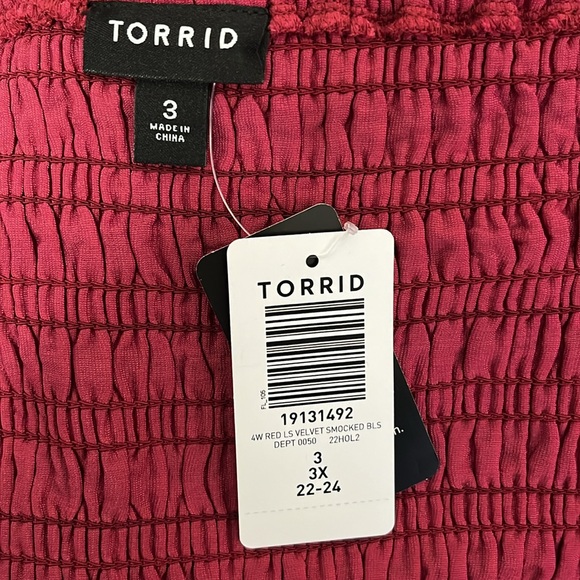 TORRID
3
MADE IN
CHINA
TORRID
FL_105
19131492
4W RED LS VELVET SMOCKED BLS
DEPT 0050 22HOL2
3
3X
22-24